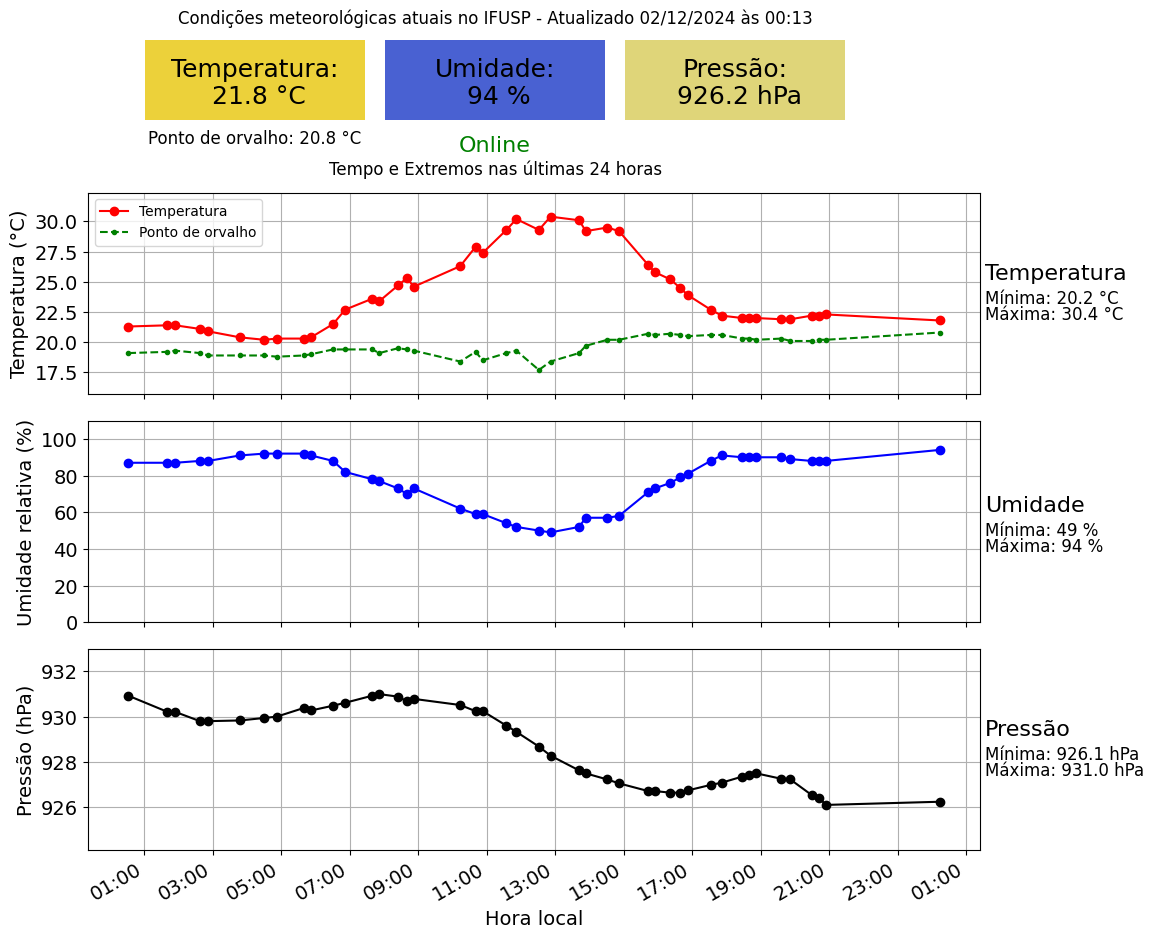 Condições meteorológicas atuais no IFUSP - Atualizado 02/12/2024 às 00:13
Temperatura:
21.8 °C
Umidade:
94 %
Pressão:
926.2 hPa
Ponto de orvalho: 20.8 °C
Online
Tempo e Extremos nas últimas 24 horas
Temperatura (°C)
30.0
27.5
25.0
22.5
20.0
17.5
Temperatura
Ponto de orvalho
Temperatura
Mínima: 20.2 °C
Máxima: 30.4 °C
Umidade relativa (%)
100
80
60
40
20
0
Umidade
Mínima: 49 %
Máxima: 94 %
Pressão (hPa)
932
930
928
926
Pressão
Mínima: 926.1 hPa
Máxima: 931.0 hPa
01:00 03:00 05:00 07:00 09:00 11:00 13:00 15:00 17:00 19:00 21:00 23:00 01:00
Hora local